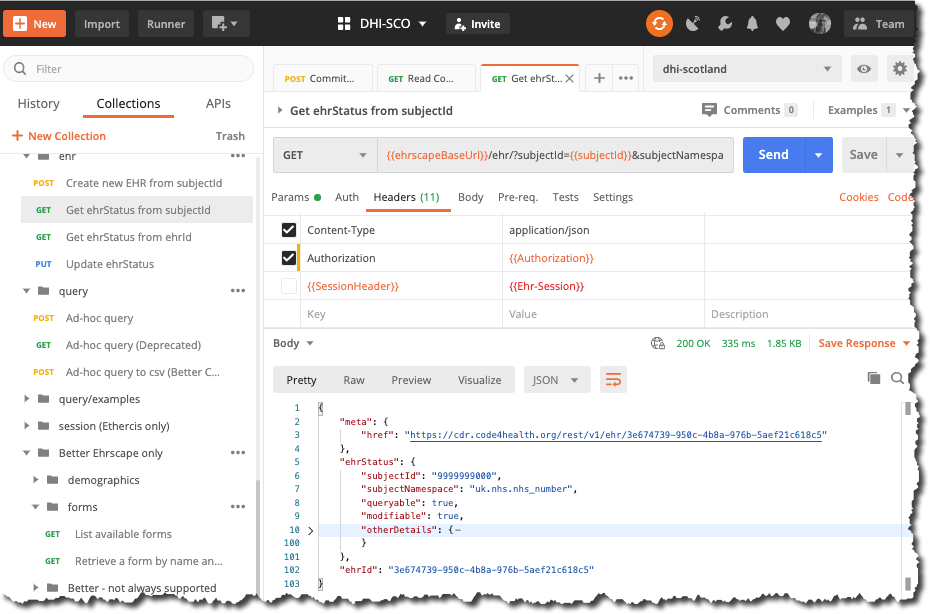 New Import Runner DHI-SCO Invite Team
Filter
History Collections APIs
New Collection Trash
ehr
POST Create new EHR from subjectId
GET Get ehrStatus from subjectId
GET Get ehrStatus from ehrId
PUT Update ehrStatus
query
POST Ad-hoc query
GET Ad-hoc query (Deprecated)
POST Ad-hoc query to csv (Better C...
query/examples
session (Ethercis only)
Better Ehrscape only
demographics
forms
GET List available forms
GET Retrieve a form by name an...
Better - not always supported
POST Commit... GET Read Co... GET Get ehrSt... dhi-scotland
Get ehrStatus from subjectId Comments 0 Examples 1
GET {{ehrscapeBaseUrl}}/ehr/?subjectId={{subjectId}}&subjectNamespa Send Save
Params Auth Headers (11) Body Pre-req. Tests Settings Cookies Code
Content-Type application/json
Authorization {{Authorization}}
{{SessionHeader}} {{Ehr-Session}}
Key Value Description
Body 200 OK 335 ms 1.85 KB Save Response
Pretty Raw Preview Visualize JSON
1 {
2 "meta": {
3 "href": "https://cdr.code4health.org/rest/v1/ehr/3e674739-950c-4b8a-976b-5aef21c618c5"
4 },
5 "ehrStatus": {
6 "subjectId": "9999999000",
7 "subjectNamespace": "uk.nhs.nhs_number",
8 "queryable": true,
9 "modifiable": true,
10 "otherDetails": {
100 }
101 },
102 "ehrId": "3e674739-950c-4b8a-976b-5aef21c618c5"
103 }